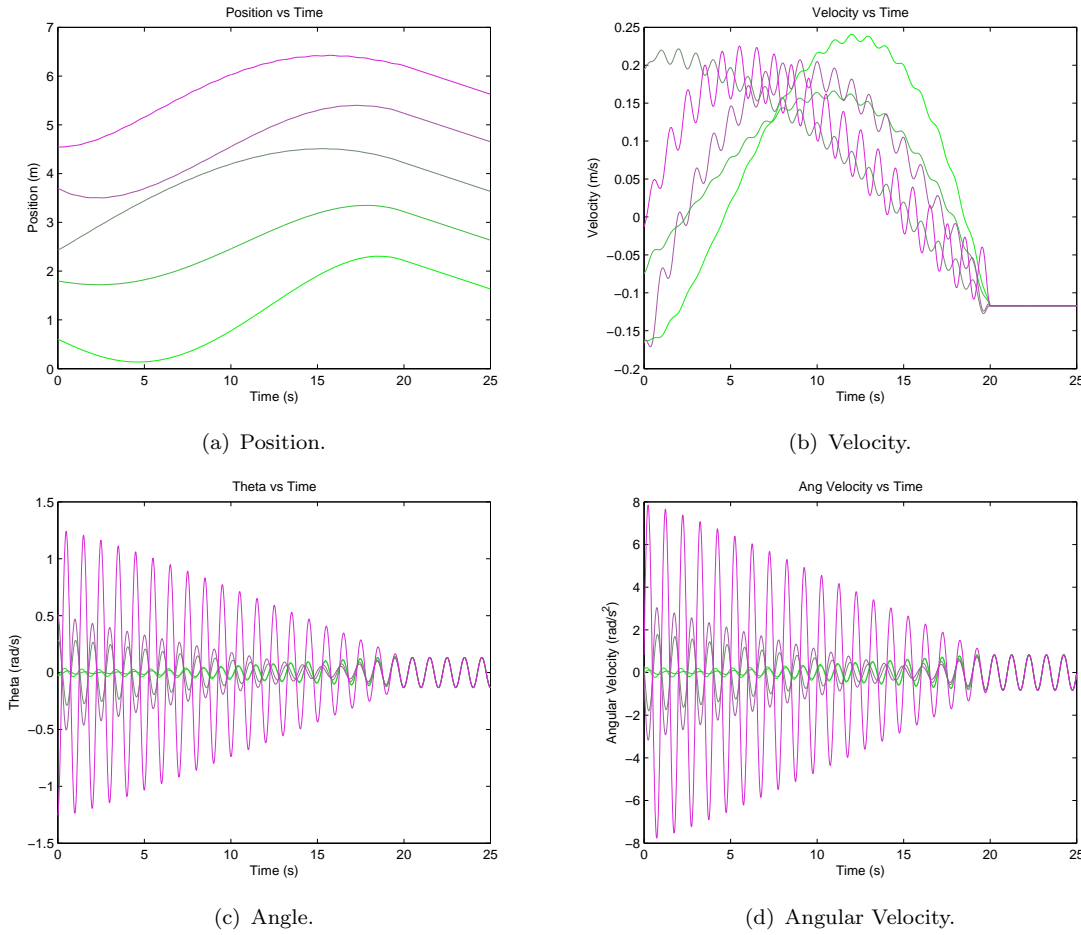 Position vs Time
7
6
5
4
3
2
1
0
Position (m)
0 5 10 15 20 25
Time (s)
(a) Position.
Velocity vs Time
0.25
0.2
0.15
0.1
0.05
0
−0.05
−0.1
−0.15
−0.2
Velocity (m/s)
0 5 10 15 20 25
Time (s)
(b) Velocity.
Theta vs Time
1.5
1
0.5
0
−0.5
−1
−1.5
Theta (rad/s)
0 5 10 15 20 25
Time (s)
(c) Angle.
Ang Velocity vs Time
8
6
4
2
0
−2
−4
−6
−8
Angular Velocity (rad/s²)
0 5 10 15 20 25
Time (s)
(d) Angular Velocity.